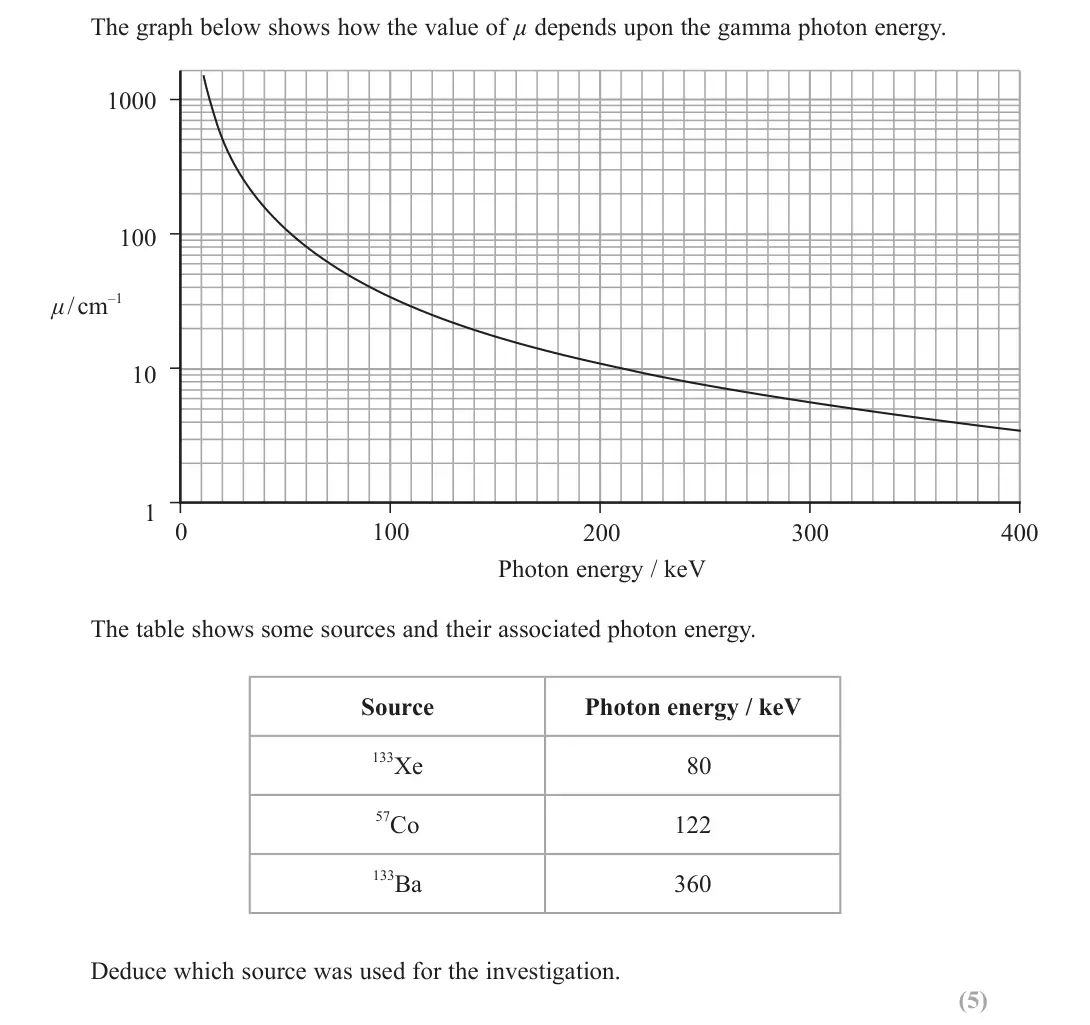 The graph below shows how the value of μ depends upon the gamma photon energy.
1000
100
μ / cm⁻¹
10
1
0 100 200 300 400
Photon energy / keV
The table shows some sources and their associated photon energy.
Source Photon energy / keV
¹³³Xe 80
⁵⁷Co 122
¹³³Ba 360
Deduce which source was used for the investigation.
(5)